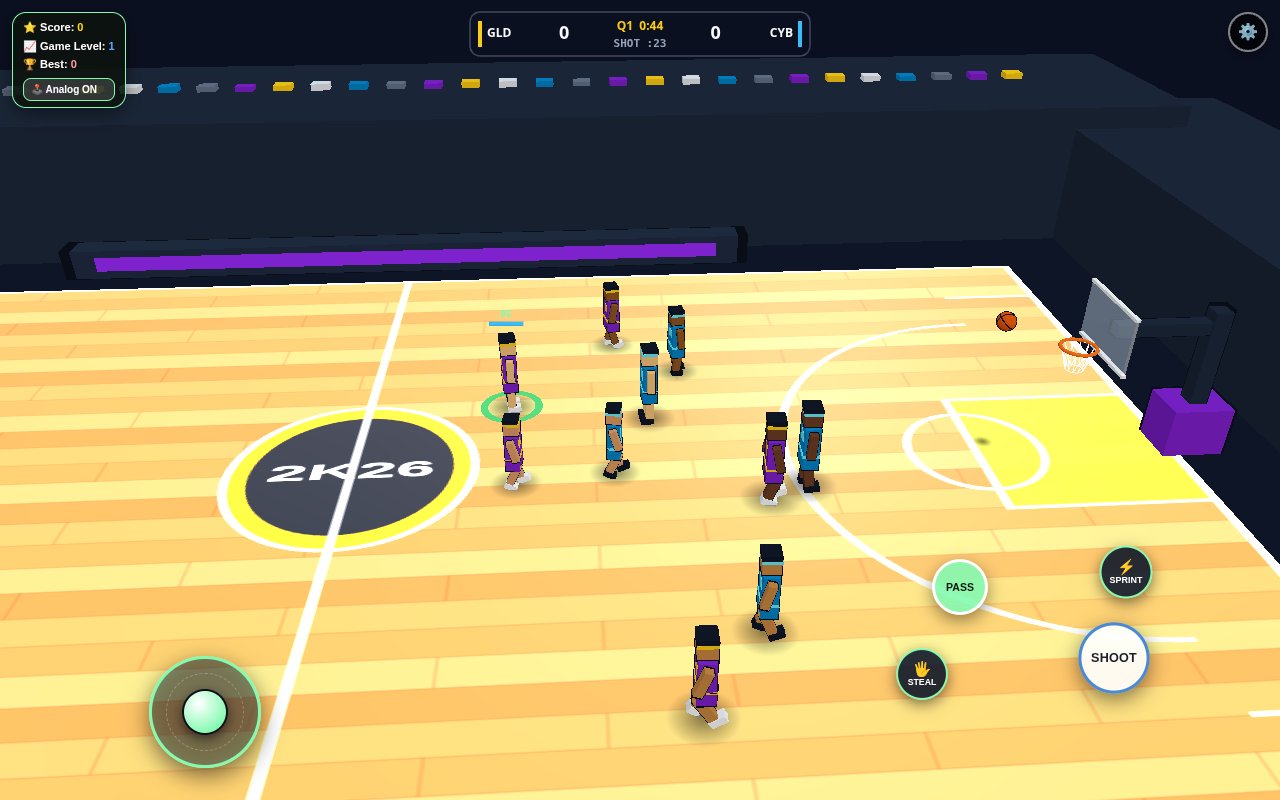 ⭐ Score: 0
📈 Game Level: 1
🏆 Best: 0
🕹️ Analog ON
GLD 0 Q1 0:44 0 CYB
SHOT :23
⚙️
2K26
PASS
⚡ SPRINT
SHOOT
🖐 STEAL